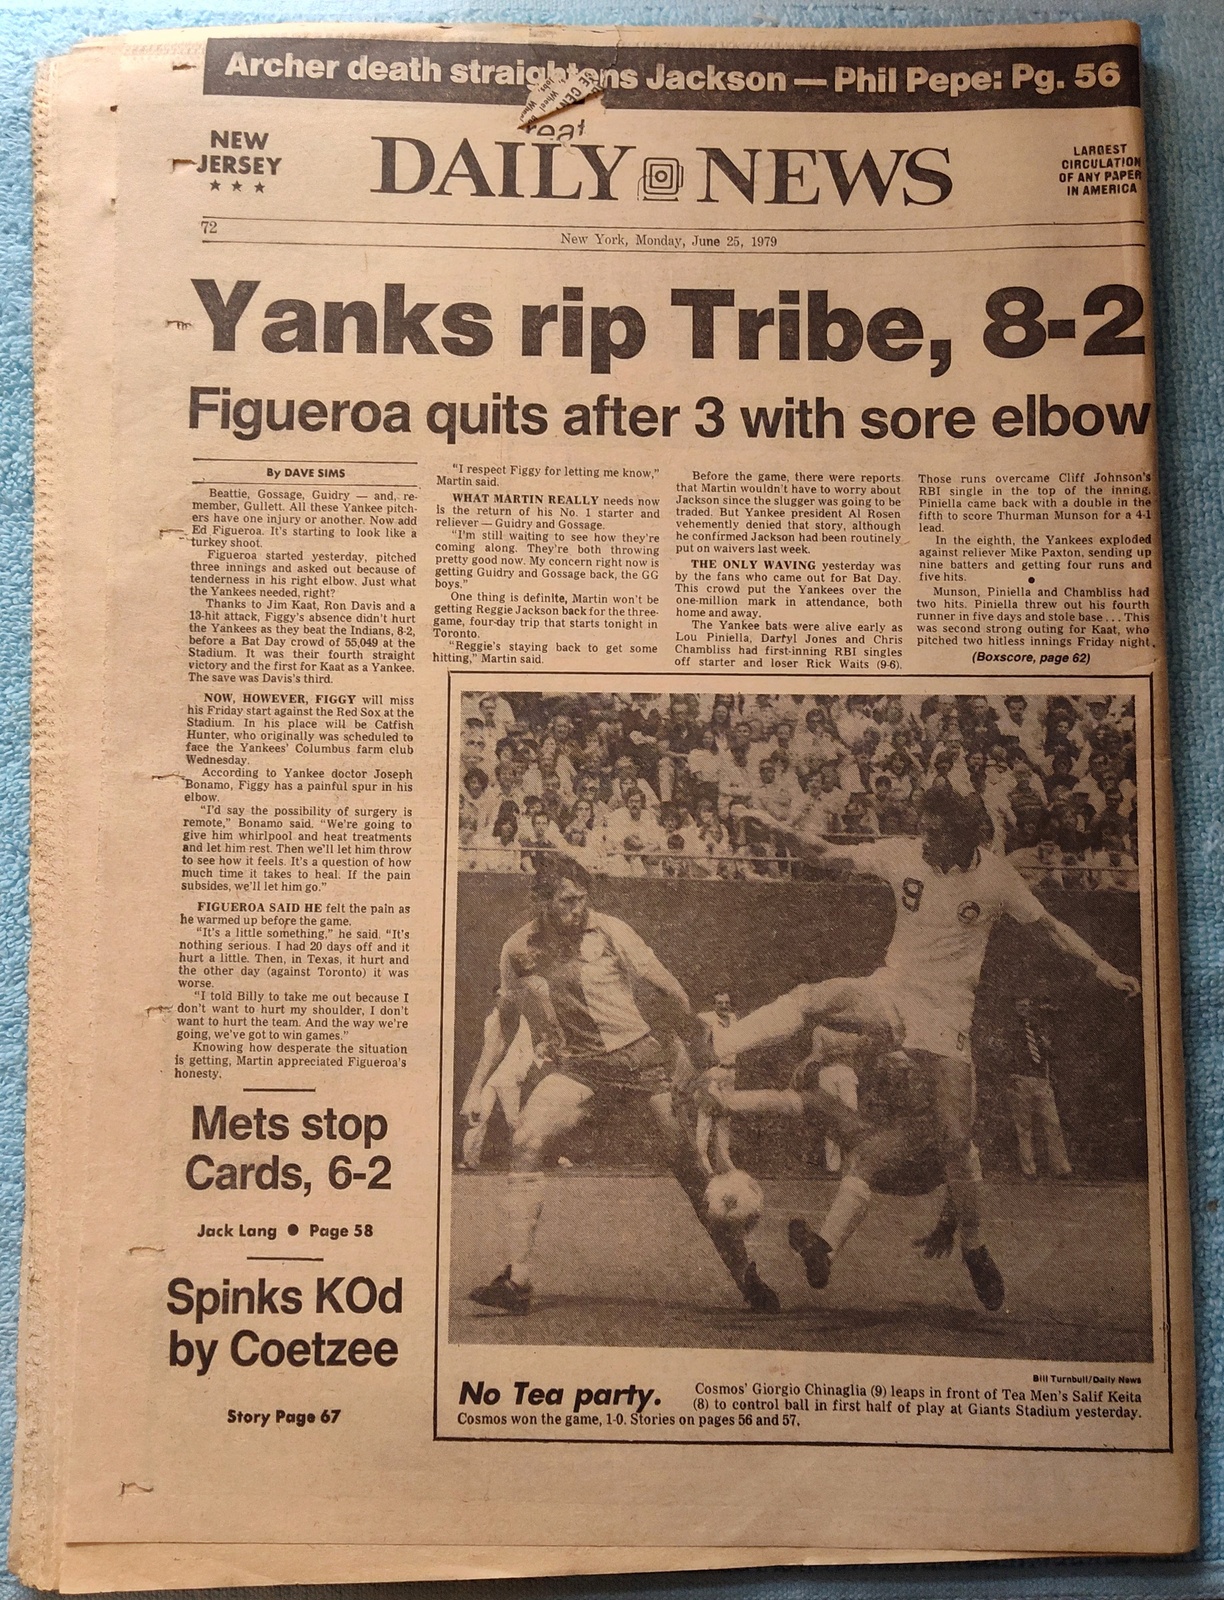 Archer death straightens Jackson — Phil Pepe: Pg. 56
NEW
JERSEY
★ ★ ★
DAILY NEWS
LARGEST
CIRCULATION
OF ANY PAPER
IN AMERICA
72
New York, Monday, June 25, 1979
Yanks rip Tribe, 8-2
Figueroa quits after 3 with sore elbow
By DAVE SIMS
Beattie, Gossage, Guidry — and, re-
member, Gullett. All these Yankee pitch-
ers have one injury or another. Now add
Ed Figueroa. It's starting to look like a
turkey shoot.
Figueroa started yesterday, pitched
three innings and asked out because of
tenderness in his right elbow. Just what
the Yankees needed, right?
Thanks to Jim Kaat, Ron Davis and a
13-hit attack, Figgy's absence didn't hurt
the Yankees as they beat the Indians, 8-2,
before a Bat Day crowd of 55,049 at the
Stadium. It was their fourth straight
victory and the first for Kaat as a Yankee.
The save was Davis's third.
NOW, HOWEVER, FIGGY will miss
his Friday start against the Red Sox at the
Stadium. In his place will be Catfish
Hunter, who originally was scheduled to
face the Yankees' Columbus farm club
Wednesday.
According to Yankee doctor Joseph
Bonamo, Figgy has a painful spur in his
elbow.
"I'd say the possibility of surgery is
remote," Bonamo said. "We're going to
give him whirlpool and heat treatments
and let him rest. Then we'll let him throw
to see how it feels. It's a question of how
much time it takes to heal. If the pain
subsides, we'll let him go."
FIGUEROA SAID HE felt the pain as
he warmed up before the game.
"It's a little something," he said. "It's
nothing serious. I had 20 days off and it
hurt a little. Then, in Texas, it hurt and
the other day (against Toronto) it was
worse.
"I told Billy to take me out because I
don't want to hurt my shoulder, I don't
want to hurt the team. And the way we're
going, we've got to win games."
Knowing how desperate the situation
is getting, Martin appreciated Figueroa's
honesty.
"I respect Figgy for letting me know,"
Martin said.
WHAT MARTIN REALLY needs now
is the return of his No. 1 starter and
reliever — Guidry and Gossage.
"I'm still waiting to see how they're
coming along. They're both throwing
pretty good now. My concern right now is
getting Guidry and Gossage back, the GG
boys."
One thing is definite, Martin won't be
getting Reggie Jackson back for the three-
game, four-day trip that starts tonight in
Toronto.
"Reggie's staying back to get some
hitting," Martin said.
Before the game, there were reports
that Martin wouldn't have to worry about
Jackson since the slugger was going to be
traded. But Yankee president Al Rosen
vehemently denied that story, although
he confirmed Jackson had been routinely
put on waivers last week.
THE ONLY WAVING yesterday was
by the fans who came out for Bat Day.
This crowd put the Yankees over the
one-million mark in attendance, both
home and away.
The Yankee bats were alive early as
Lou Piniella, Darryl Jones and Chris
Chambliss had first-inning RBI singles
off starter and loser Rick Waits (9-6).
Those runs overcame Cliff Johnson's
RBI single in the top of the inning.
Piniella came back with a double in the
fifth to score Thurman Munson for a 4-1
lead.
In the eighth, the Yankees exploded
against reliever Mike Paxton, sending up
nine batters and getting four runs and
five hits.
●
Munson, Piniella and Chambliss had
two hits. Piniella threw out his fourth
runner in five days and stole base . . . This
was second strong outing for Kaat, who
pitched two hitless innings Friday night.
(Boxscore, page 62)
Mets stop
Cards, 6-2
Jack Lang ● Page 58
Spinks KOd
by Coetzee
Story Page 67
9
Bill Turnbull/Daily News
No Tea party. Cosmos' Giorgio Chinaglia (9) leaps in front of Tea Men's Salif Keita
(8) to control ball in first half of play at Giants Stadium yesterday.
Cosmos won the game, 1-0. Stories on pages 56 and 57.